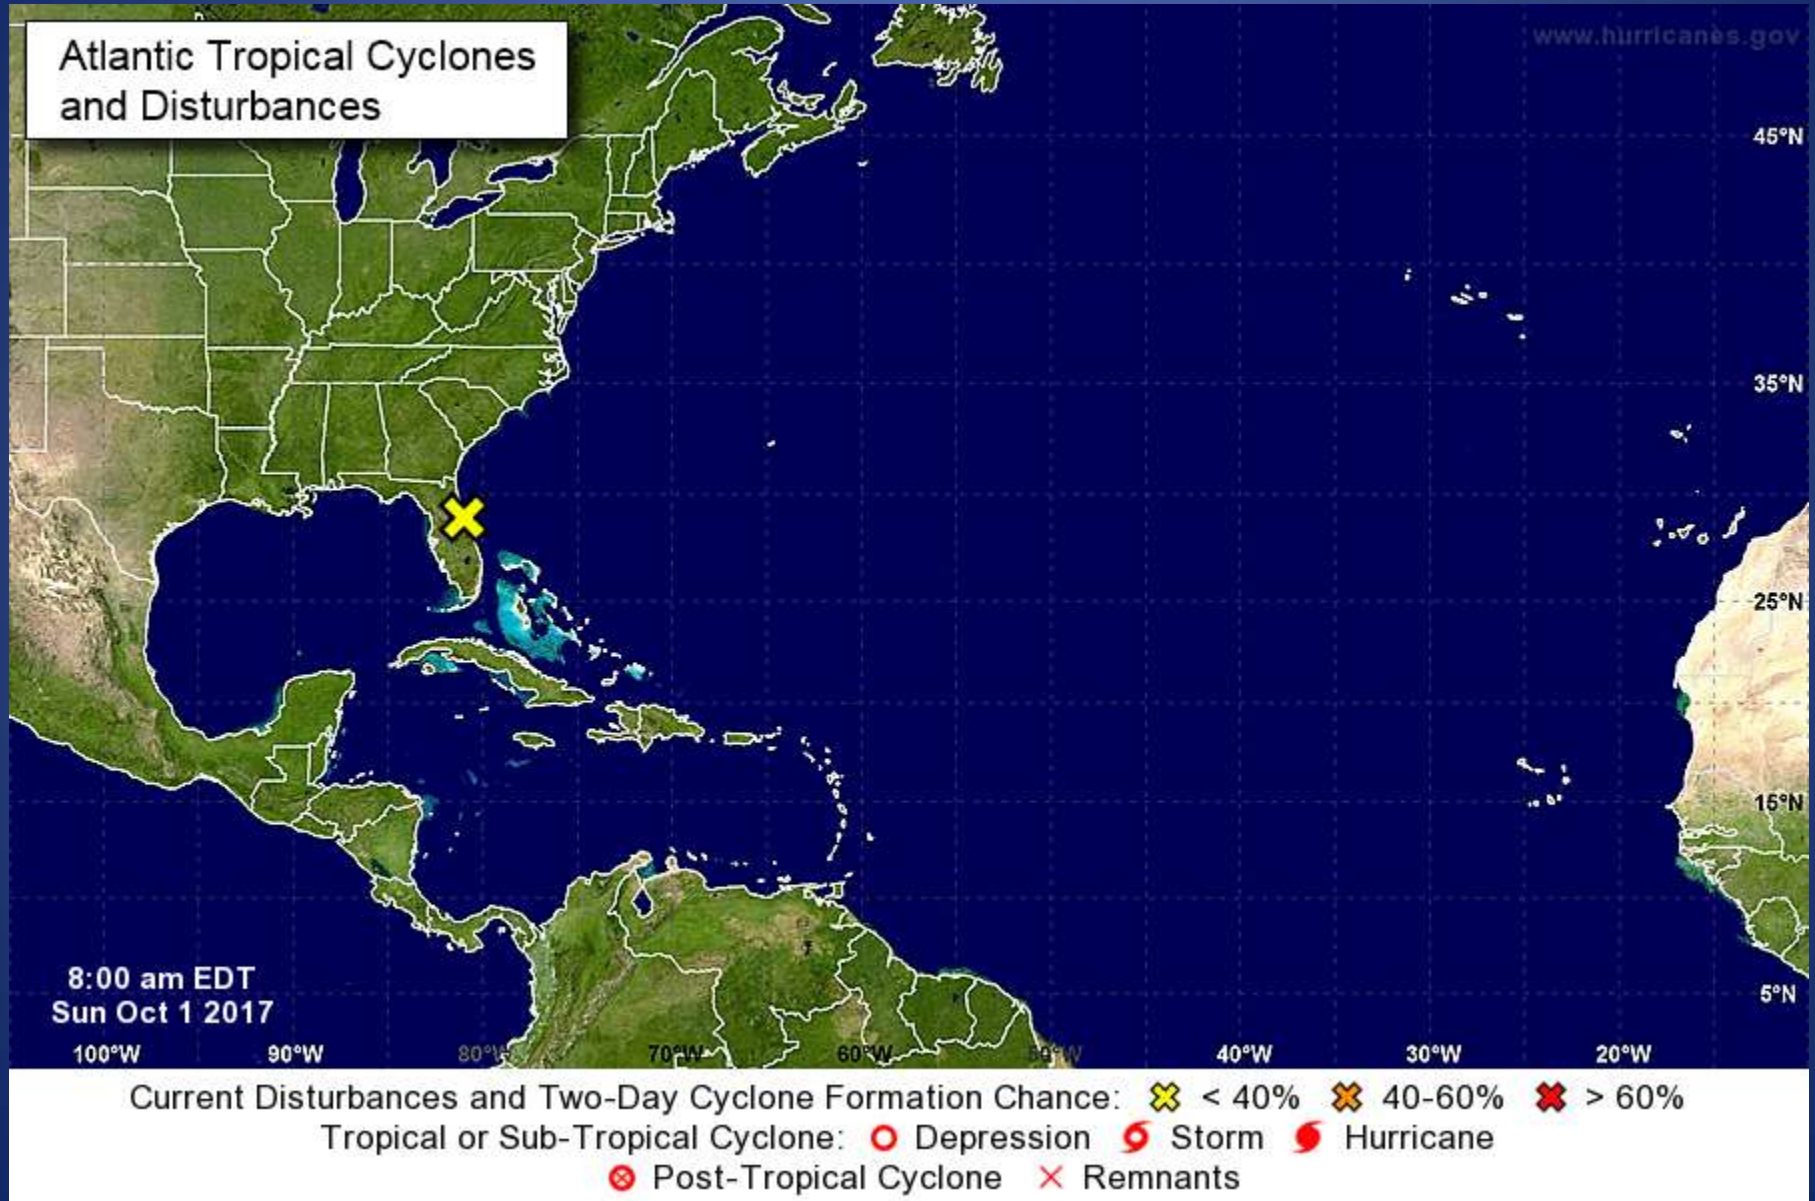 Atlantic Tropical Cyclones
and Disturbances
www.hurricanes.gov
45°N
35°N
25°N
15°N
5°N
8:00 am EDT
Sun Oct 1 2017
100°W 90°W 80°W 70°W 60°W 50°W 40°W 30°W 20°W
Current Disturbances and Two-Day Cyclone Formation Chance: < 40% 40-60% > 60%
Tropical or Sub-Tropical Cyclone: Depression Storm Hurricane
Post-Tropical Cyclone Remnants